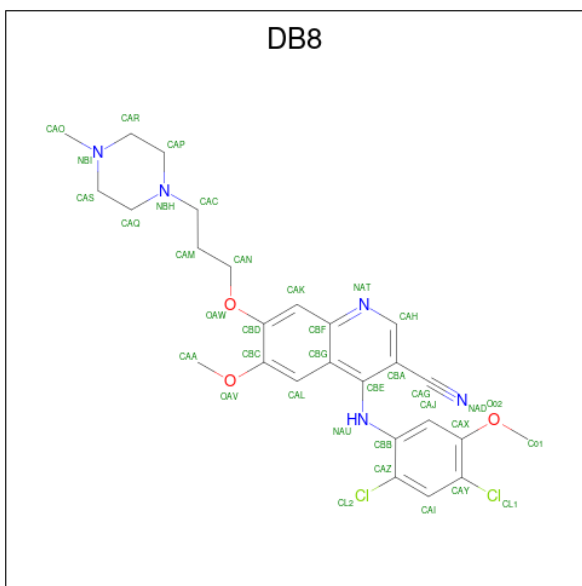 DB8
CAO
CAR
N
NBI
CAP
CAS
N
NBH
CAQ
CAC
CAM
CAN
O
OAW
CAK
NAT
N
CBD
CBF
CAH
CAA
CBC
CBG
CBA
O
OAV
CAL
CBE
CAG
CAJ
N
NAD
O02
HN
NAU
CAX
O
CBB
C01
CAZ
Cl
CL2
CAY
Cl
CL1
CAI